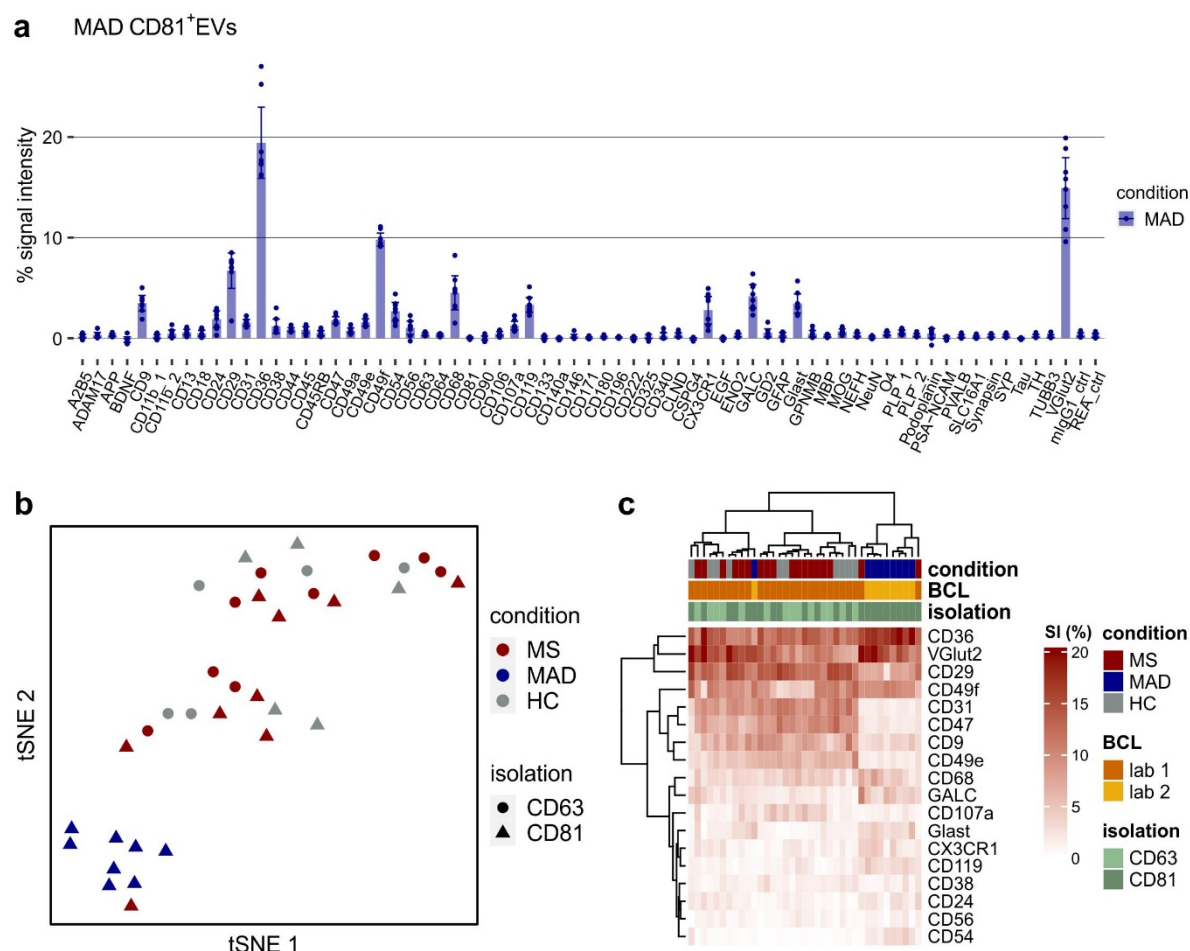 a
MAD CD81+EVs
% signal intensity
20
10
0
condition
MAD
A2B5
ADAM17
APP
BDNF
CD9
CD11b_1
CD11b_2
CD13
CD18
CD24
CD29
CD31
CD36
CD38
CD44
CD45
CD45RB
CD47
CD49a
CD49e
CD49f
CD54
CD56
CD63
CD64
CD68
CD81
CD90
CD106
CD107a
CD119
CD133
CD140a
CD146
CD171
CD180
CD196
CD222
CD325
CD340
CLND
CSPG4
CX3CR1
EGF
ENO2
GALC
GD2
GFAP
Glast
GPNMB
MBP
MOG
NEFH
NeuN
O4
PLP_1
PLP_2
Podoplanin
PSA-NCAM
PVALB
SLC16A1
Synapsin
SYP
Tau
TH
TUBB3
VGlut2
mIgG1_ctrl
REA_ctrl
b
tSNE 2
tSNE 1
condition
MS
MAD
HC
isolation
CD63
CD81
c
condition
BCL
isolation
CD36
VGlut2
CD29
CD49f
CD31
CD47
CD9
CD49e
CD68
GALC
CD107a
Glast
CX3CR1
CD119
CD38
CD24
CD56
CD54
SI (%)
20
15
10
5
0
condition
MS
MAD
HC
BCL
lab 1
lab 2
isolation
CD63
CD81